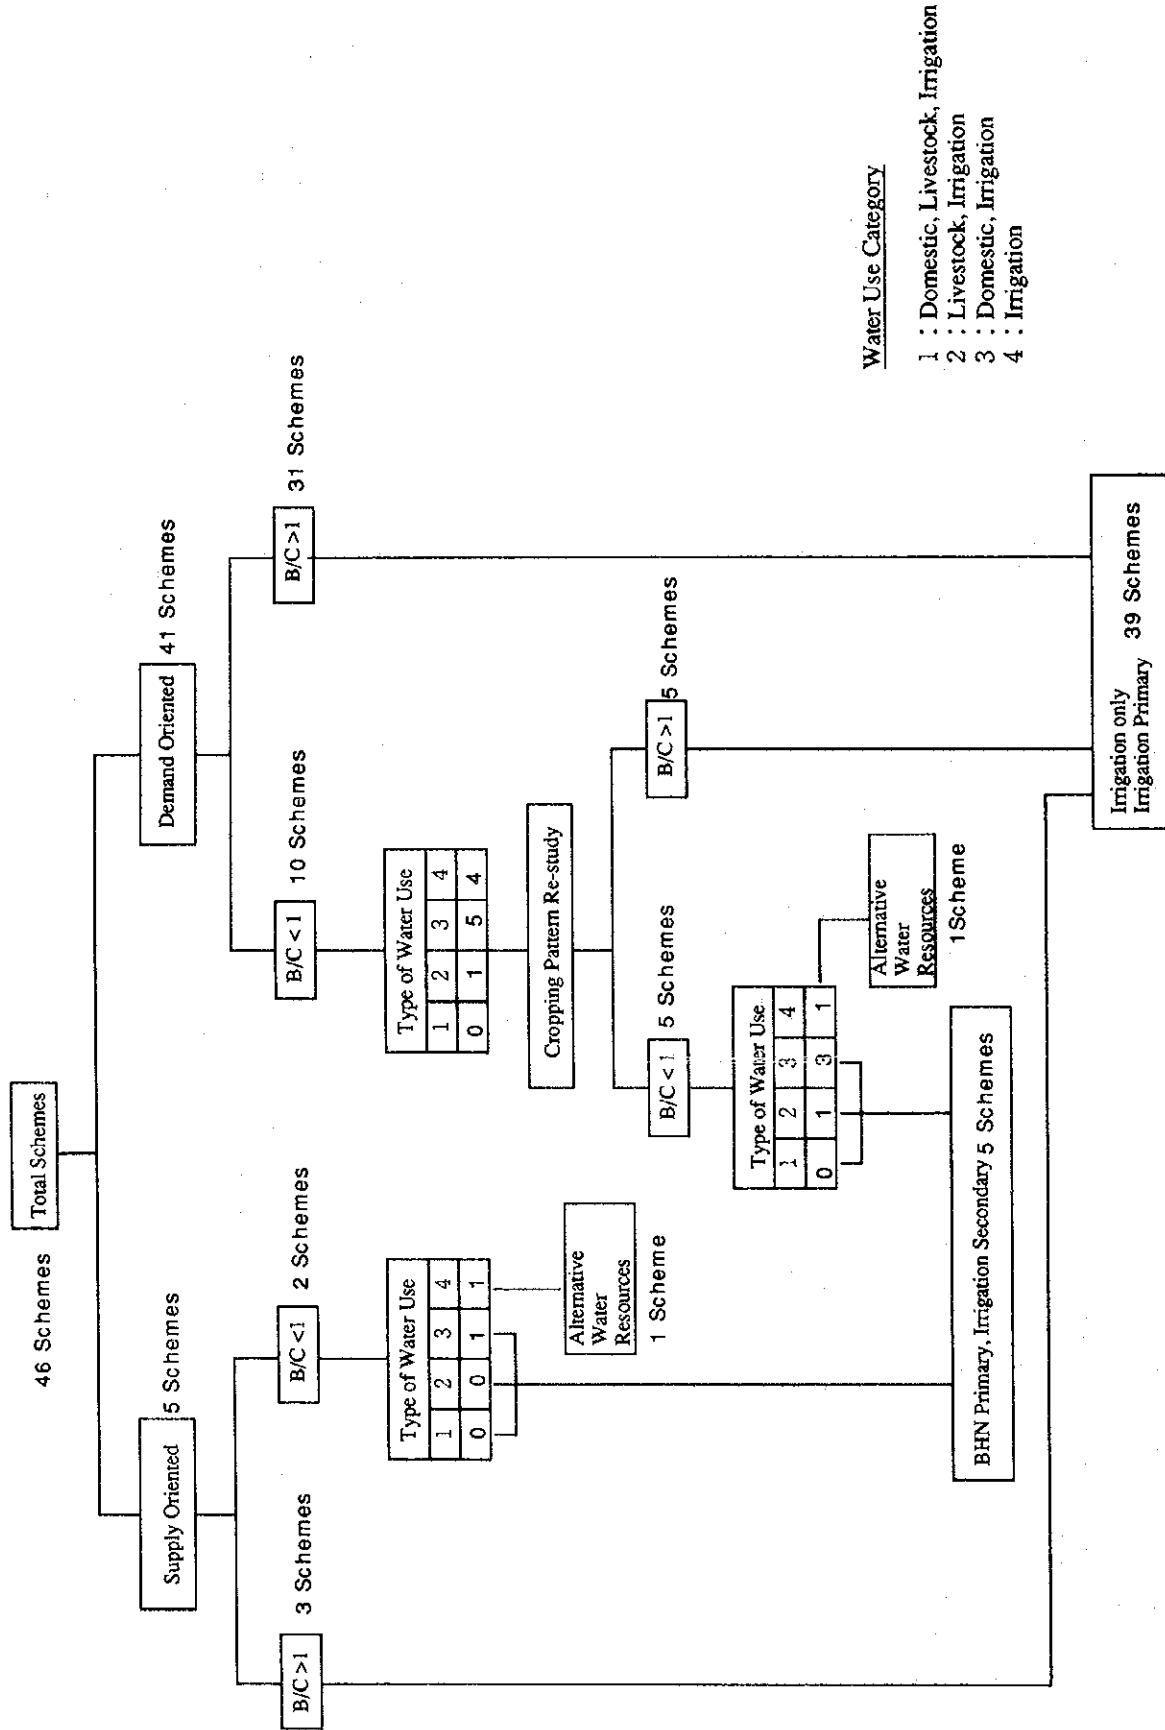 46 Schemes
Total Schemes
5 Schemes
Supply Oriented
41 Schemes
Demand Oriented
3 Schemes
B/C >1
2 Schemes
B/C <1
10 Schemes
B/C < 1
31 Schemes
B/C >1
Type of Water Use
1 2 3 4
0 0 1 1
Type of Water Use
1 2 3 4
0 1 5 4
Cropping Pattern Re-study
Alternative
Water
Resources
1 Scheme
B/C < 1
5 Schemes
B/C >1
5 Schemes
Type of Water Use
1 2 3 4
0 1 3 1
Alternative
Water
Resources
1 Scheme
BHN Primary, Irrigation Secondary 5 Schemes
Irrigation only
Irrigation Primary 39 Schemes
Water Use Category
1 : Domestic, Livestock, Irrigation
2 : Livestock, Irrigation
3 : Domestic, Irrigation
4 : Irrigation